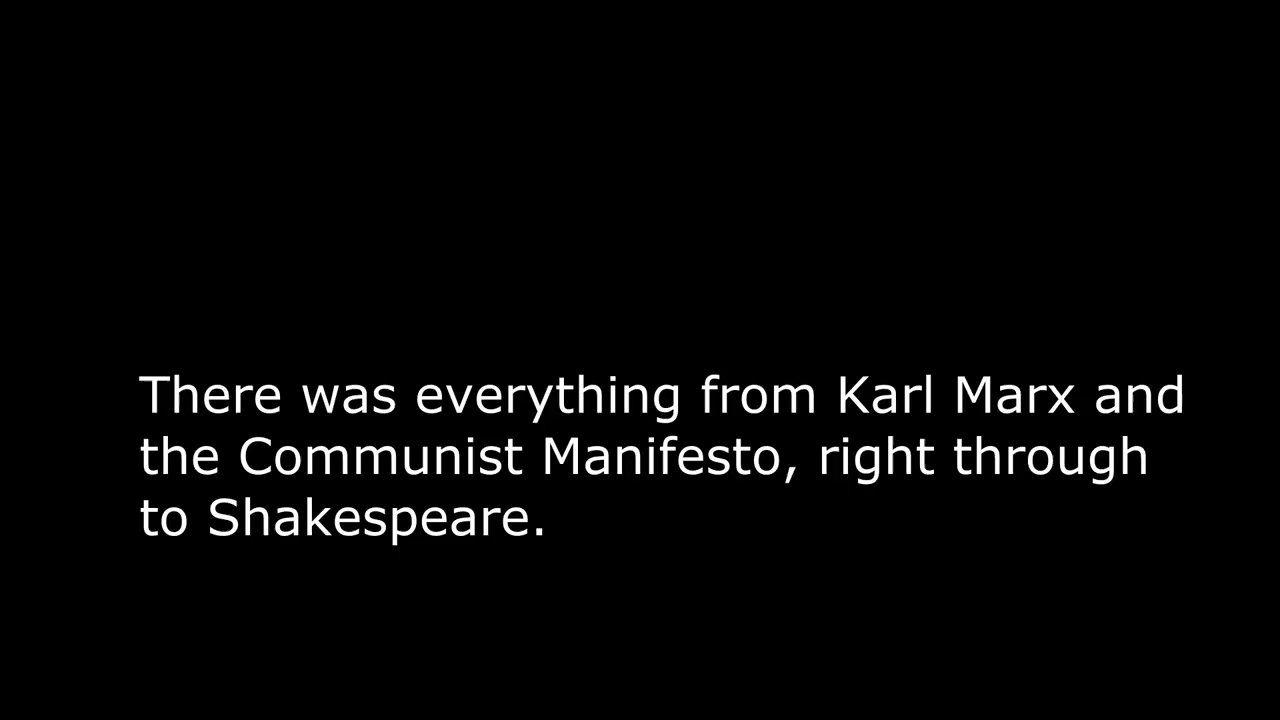 There was everything from Karl Marx and
the Communist Manifesto, right through
to Shakespeare.